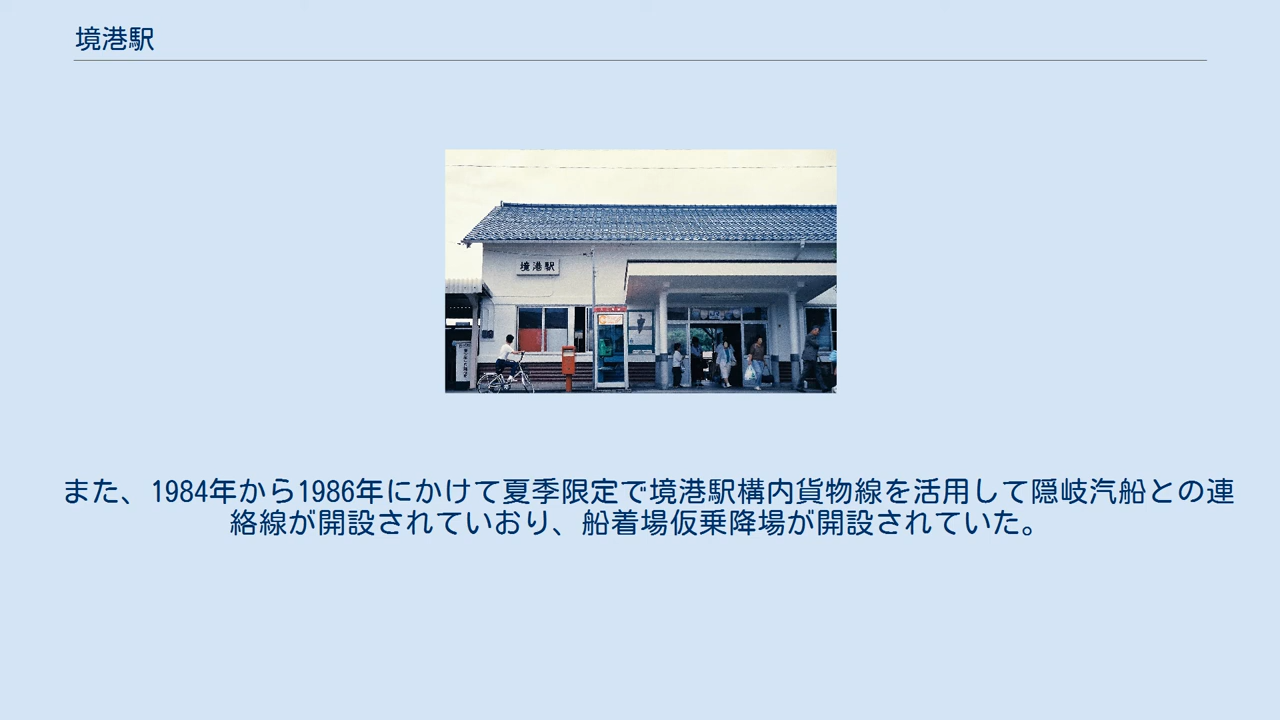 境港駅
境港駅
また、1984年から1986年にかけて夏季限定で境港駅構内貨物線を活用して隠岐汽船との連
絡線が開設されていおり、船着場仮乗降場が開設されていた。